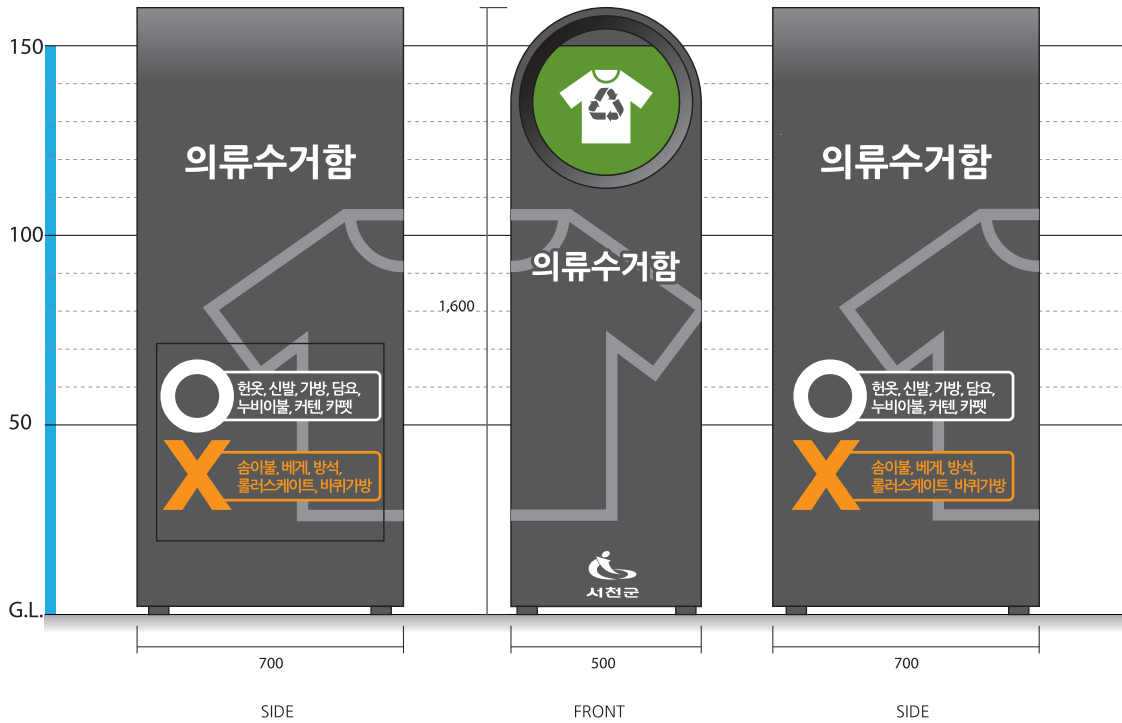 150
100
50
G.L.
의류수거함
헌옷, 신발, 가방, 담요,
누비이불, 커텐, 카펫
X
솜이불, 베게, 방석,
롤러스케이트, 바퀴가방
700
SIDE
1,600
의류수거함
서천군
500
FRONT
의류수거함
헌옷, 신발, 가방, 담요,
누비이불, 커텐, 카펫
X
솜이불, 베게, 방석,
롤러스케이트, 바퀴가방
700
SIDE